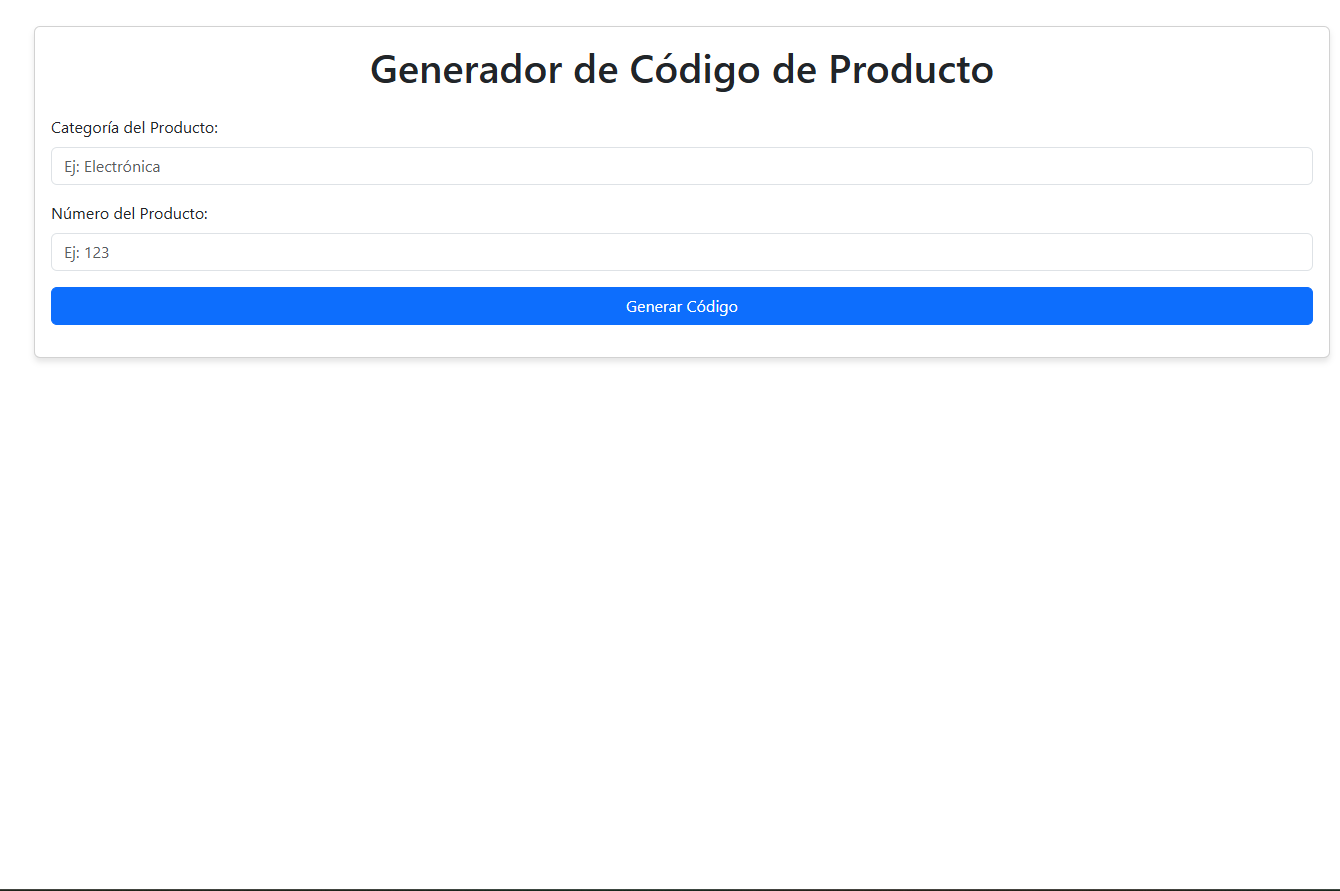 Generador de Código de Producto
Categoría del Producto:
Ej: Electrónica
Número del Producto:
Ej: 123
Generar Código